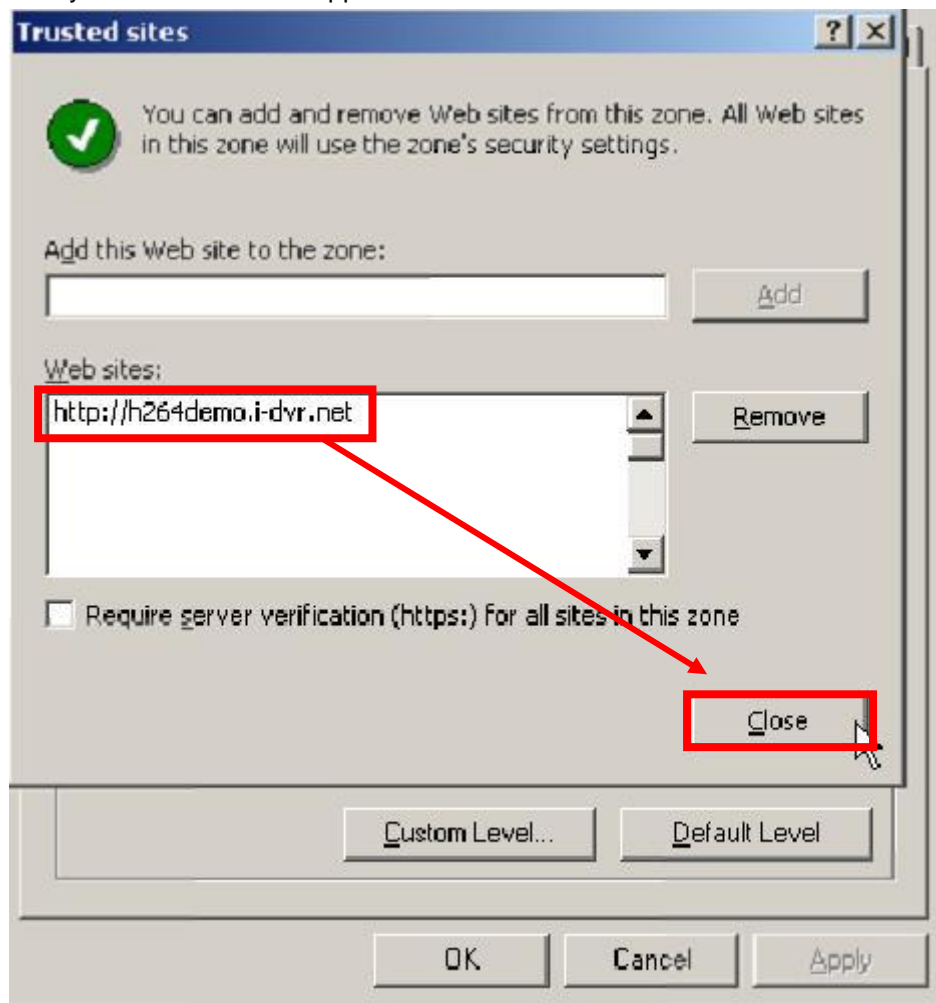 Trusted sites
You can add and remove Web sites from this zone. All Web sites
in this zone will use the zone's security settings.
Add this Web site to the zone:
Add
Web sites:
http://h264demo.i-dvr.net
Remove
Require server verification (https:) for all sites in this zone
Close
Custom Level...
Default Level
OK
Cancel
Apply